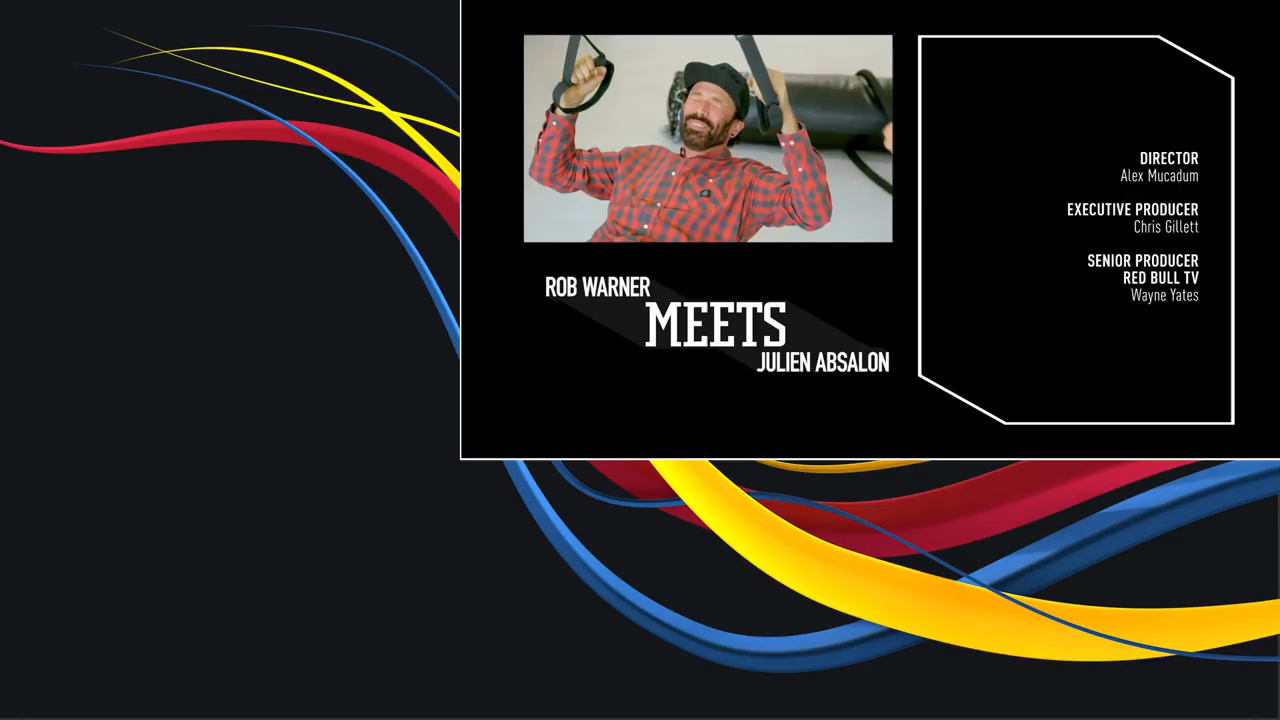 ROB WARNER
MEETS
JULIEN ABSALON
DIRECTOR
Alex Mucadum
EXECUTIVE PRODUCER
Chris Gillett
SENIOR PRODUCER
RED BULL TV
Wayne Yates